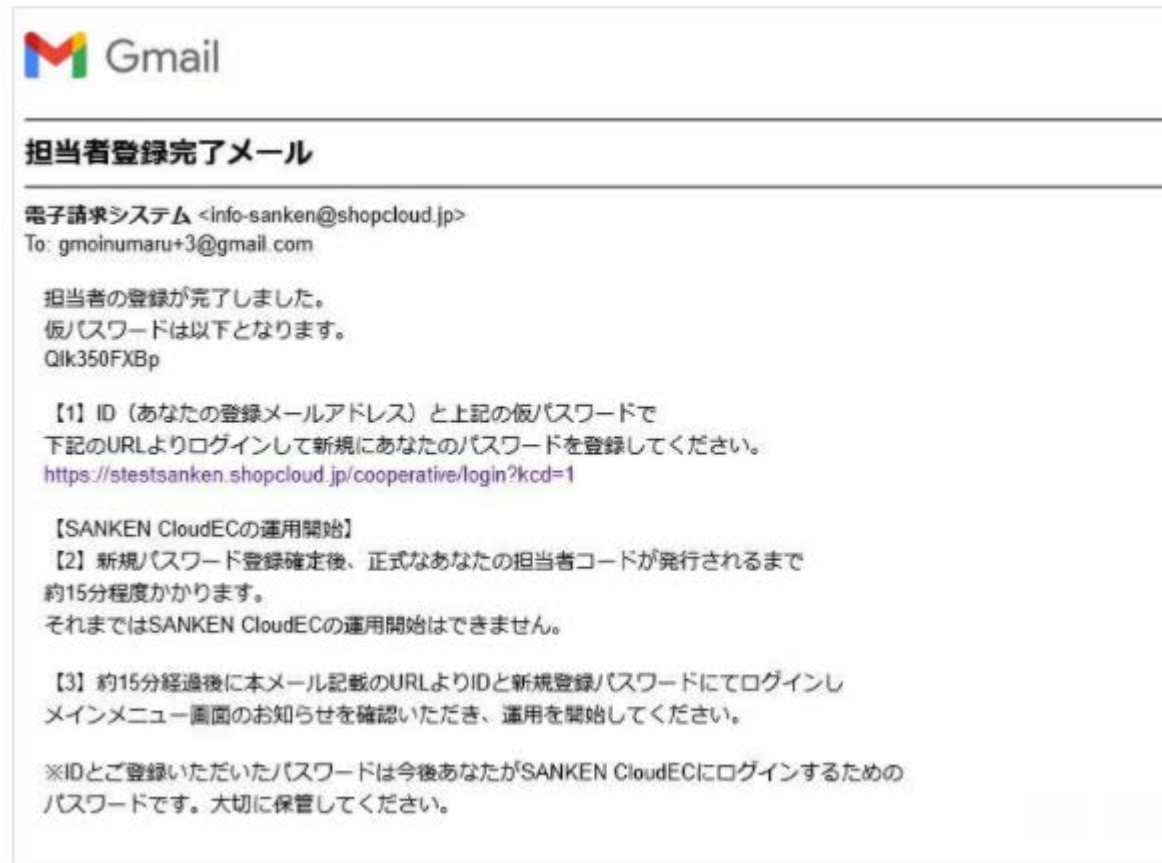 Gmail
担当者登録完了メール
電子請求システム <info-sanken@shopcloud.jp>
To: gmoinumaru+3@gmail.com
担当者の登録が完了しました。
仮パスワードは以下となります。
Qlk350FXBp
【1】ID（あなたの登録メールアドレス）と上記の仮パスワードで
下記のURLよりログインして新規にあなたのパスワードを登録してください。
https://stestsanken.shopcloud.jp/cooperative/login?kcd=1
【SANKEN CloudECの運用開始】
【2】新規パスワード登録確定後、正式なあなたの担当者コードが発行されるまで
約15分程度かかります。
それまではSANKEN CloudECの運用開始はできません。
【3】約15分経過後に本メール記載のURLよりIDと新規登録パスワードにてログインし
メインメニュー画面のお知らせを確認いただき、運用を開始してください。
※IDとご登録いただいたパスワードは今後あなたがSANKEN CloudECにログインするための
パスワードです。大切に保管してください。